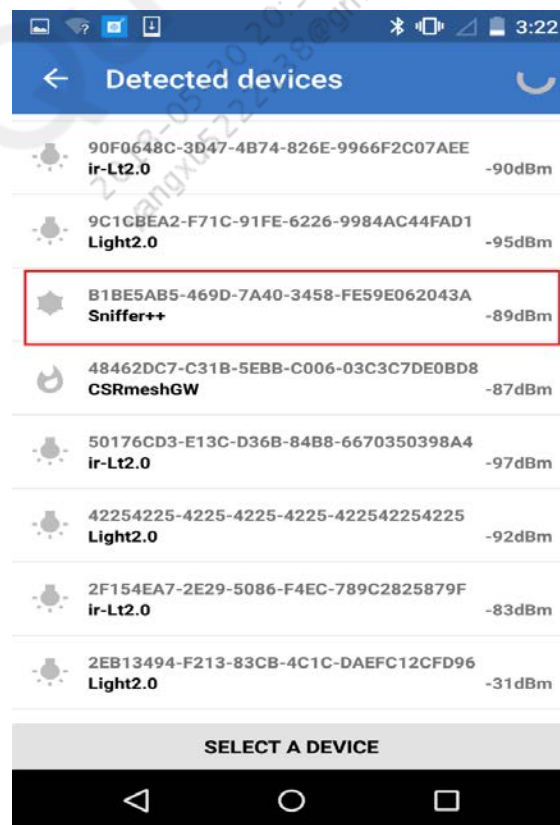 3:22
Detected devices
90F0648C-3D47-4B74-826E-9966F2C07AEE
ir-Lt2.0 -90dBm
9C1CBEA2-F71C-91FE-6226-9984AC44FAD1
Light2.0 -95dBm
B1BE5AB5-469D-7A40-3458-FE59E062043A
Sniffer++ -89dBm
48462DC7-C31B-5EBB-C006-03C3C7DE0BD8
CSRmeshGW -87dBm
50176CD3-E13C-D36B-84B8-6670350398A4
ir-Lt2.0 -97dBm
42254225-4225-4225-4225-422542254225
Light2.0 -92dBm
2F154EA7-2E29-5086-F4EC-789C2825879F
ir-Lt2.0 -83dBm
2EB13494-F213-83CB-4C1C-DAEFC12CFD96
Light2.0 -31dBm
SELECT A DEVICE